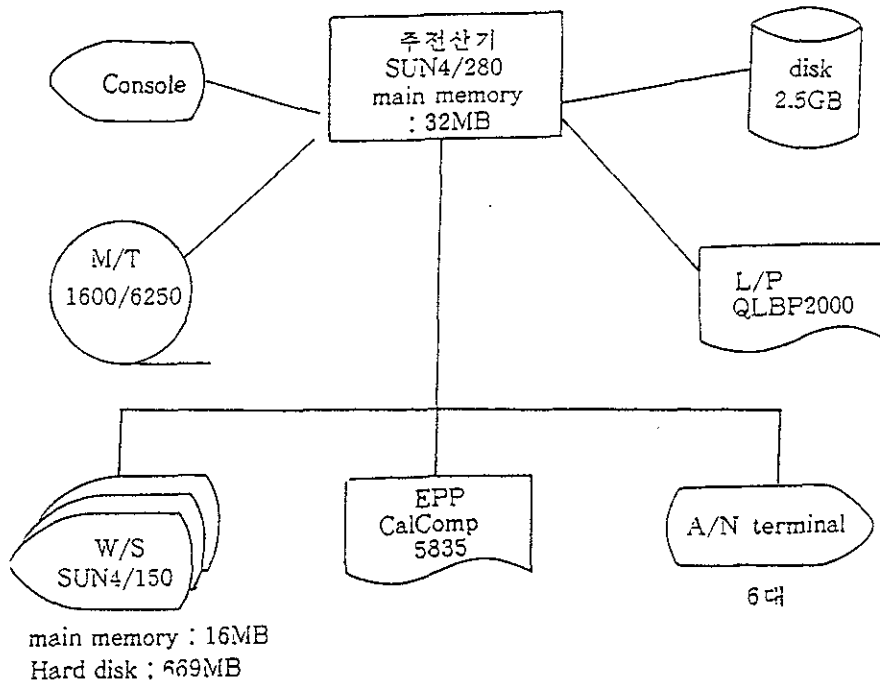 Console
주전산기
SUN4/280
main memory
: 32MB
disk
2.5GB
M/T
1600/6250
L/P
QLBP2000
W/S
SUN4/150
EPP
CalComp
5835
A/N terminal
6대
main memory : 16MB
Hard disk : 669MB